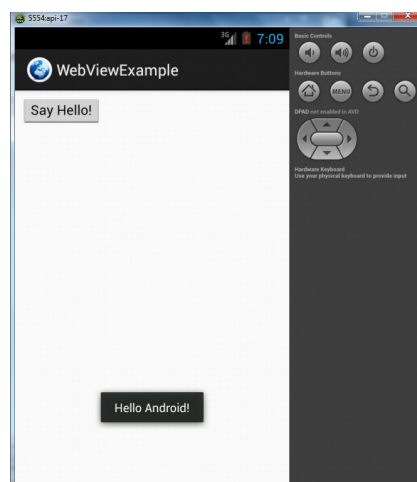 5554:api-17
3G 7:09
WebViewExample
Say Hello!
Hello Android!
Basic Controls
Hardware Buttons
MENU
DPAD not enabled in AVD
Hardware Keyboard
Use your physical keyboard to provide input